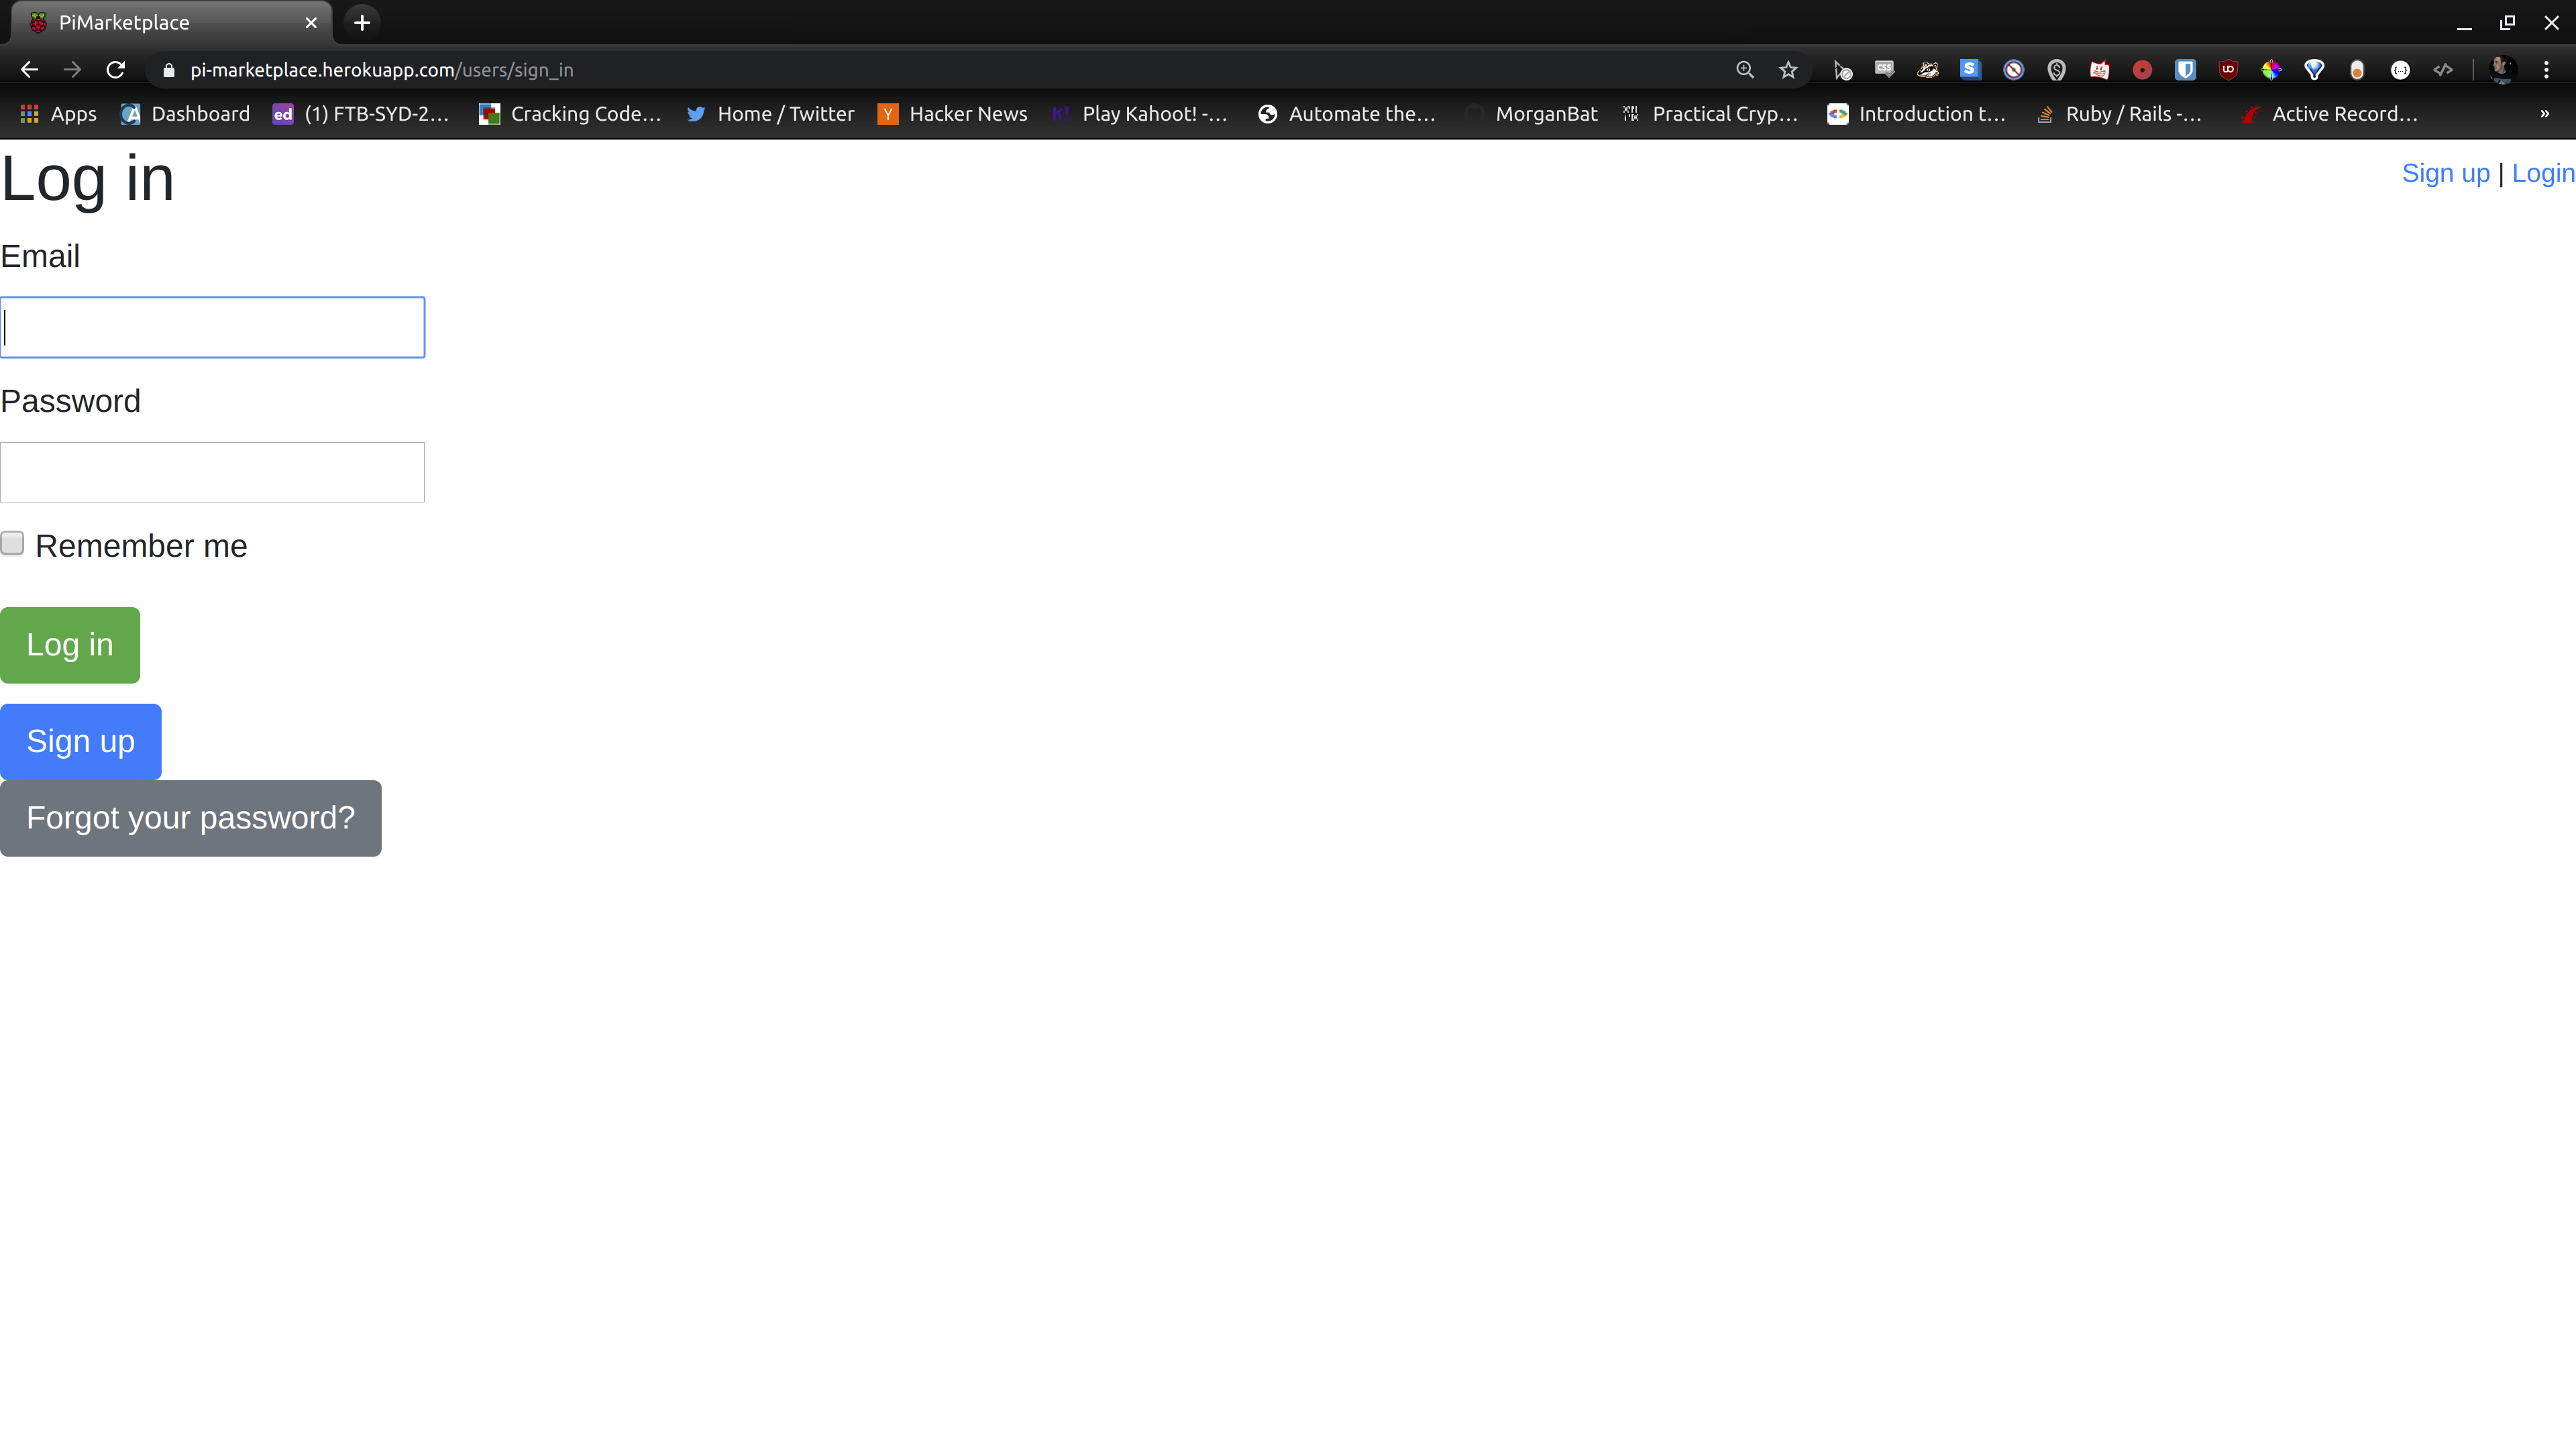 PiMarketplace
pi-marketplace.herokuapp.com/users/sign_in
Apps Dashboard ed (1) FTB-SYD-2... Cracking Code... Home / Twitter Y Hacker News K! Play Kahoot! -... Automate the... MorganBat Practical Cryp... Introduction t... Ruby / Rails -... Active Record... »
Log in
Sign up | Login
Email
Password
Remember me
Log in
Sign up
Forgot your password?